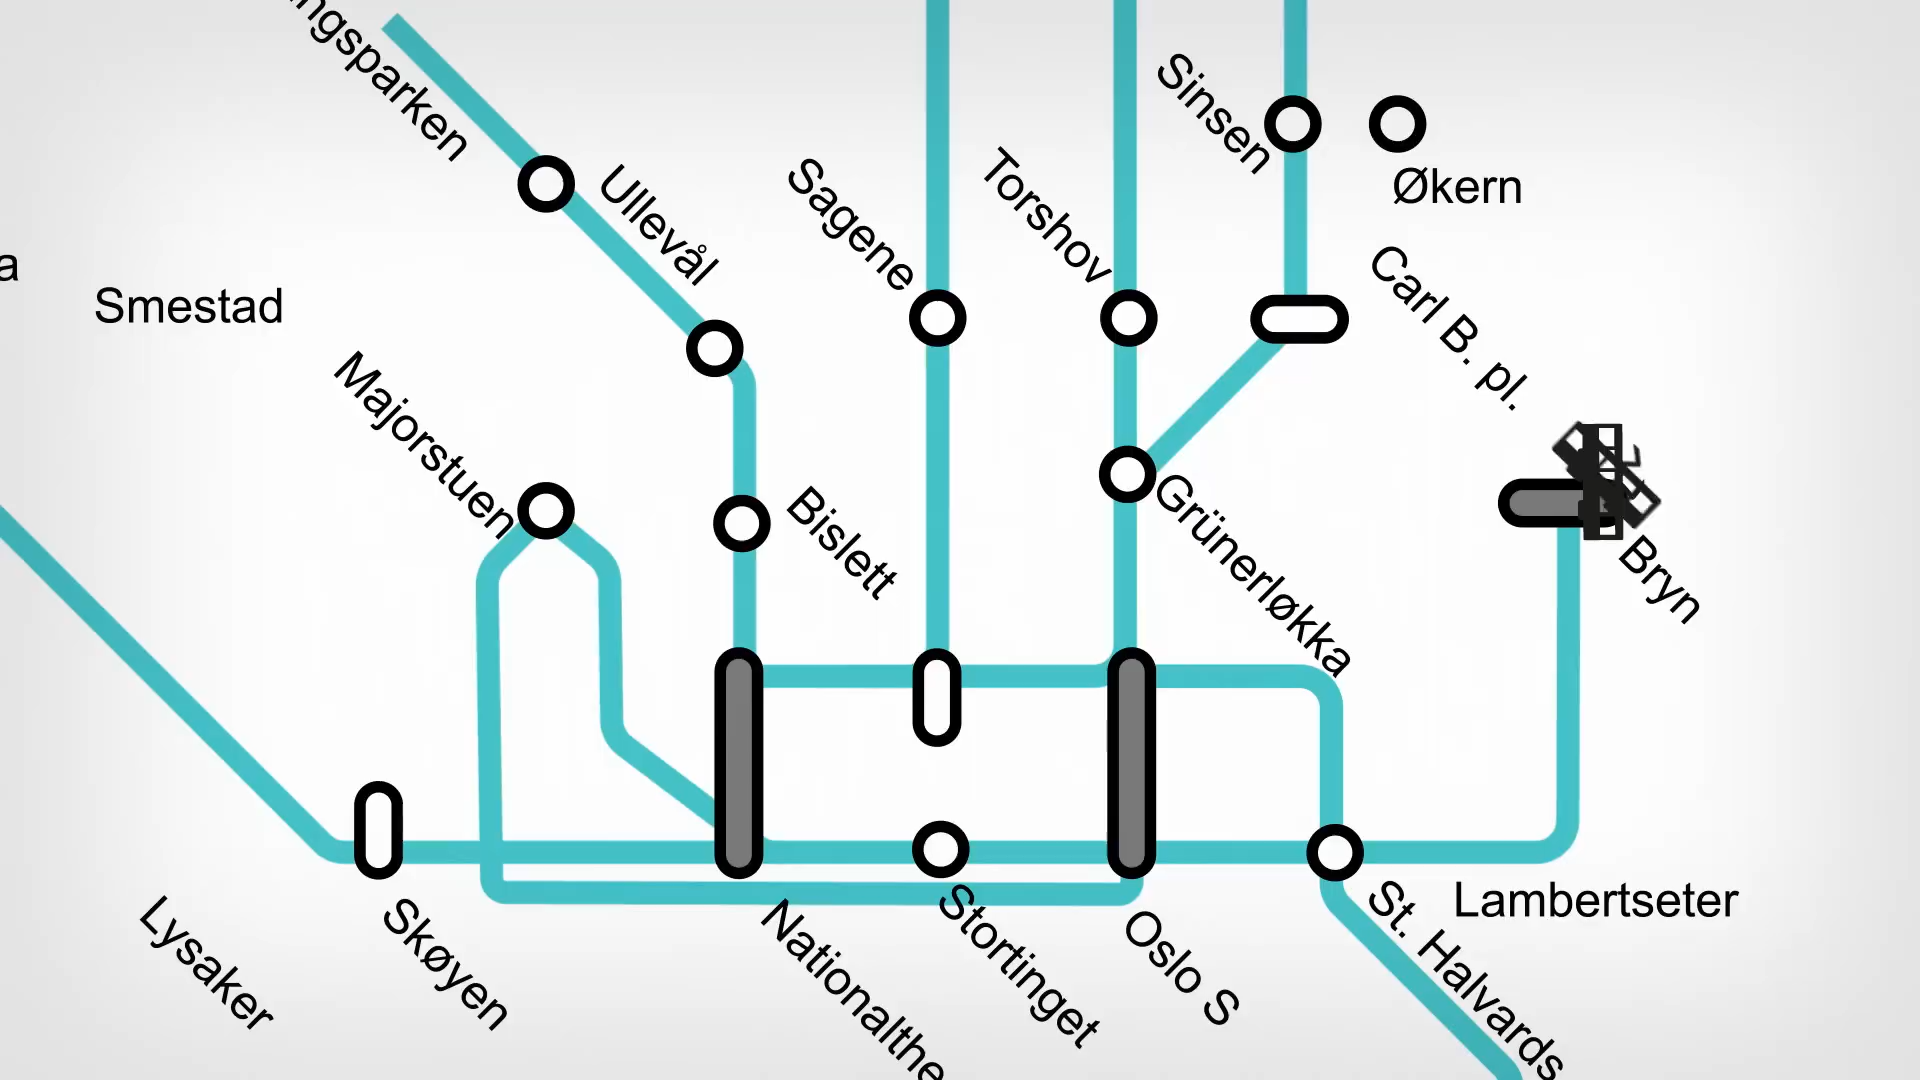 ngsparken
Sinsen
Økern
Ullevål
Sagene
Torshov
a
Smestad
Carl B. pl.
Majorstuen
Bislett
Grünerløkka
Bryn
Lysaker
Skøyen
Nationalthe
Stortinget
Oslo S
St. Halvards
Lambertseter